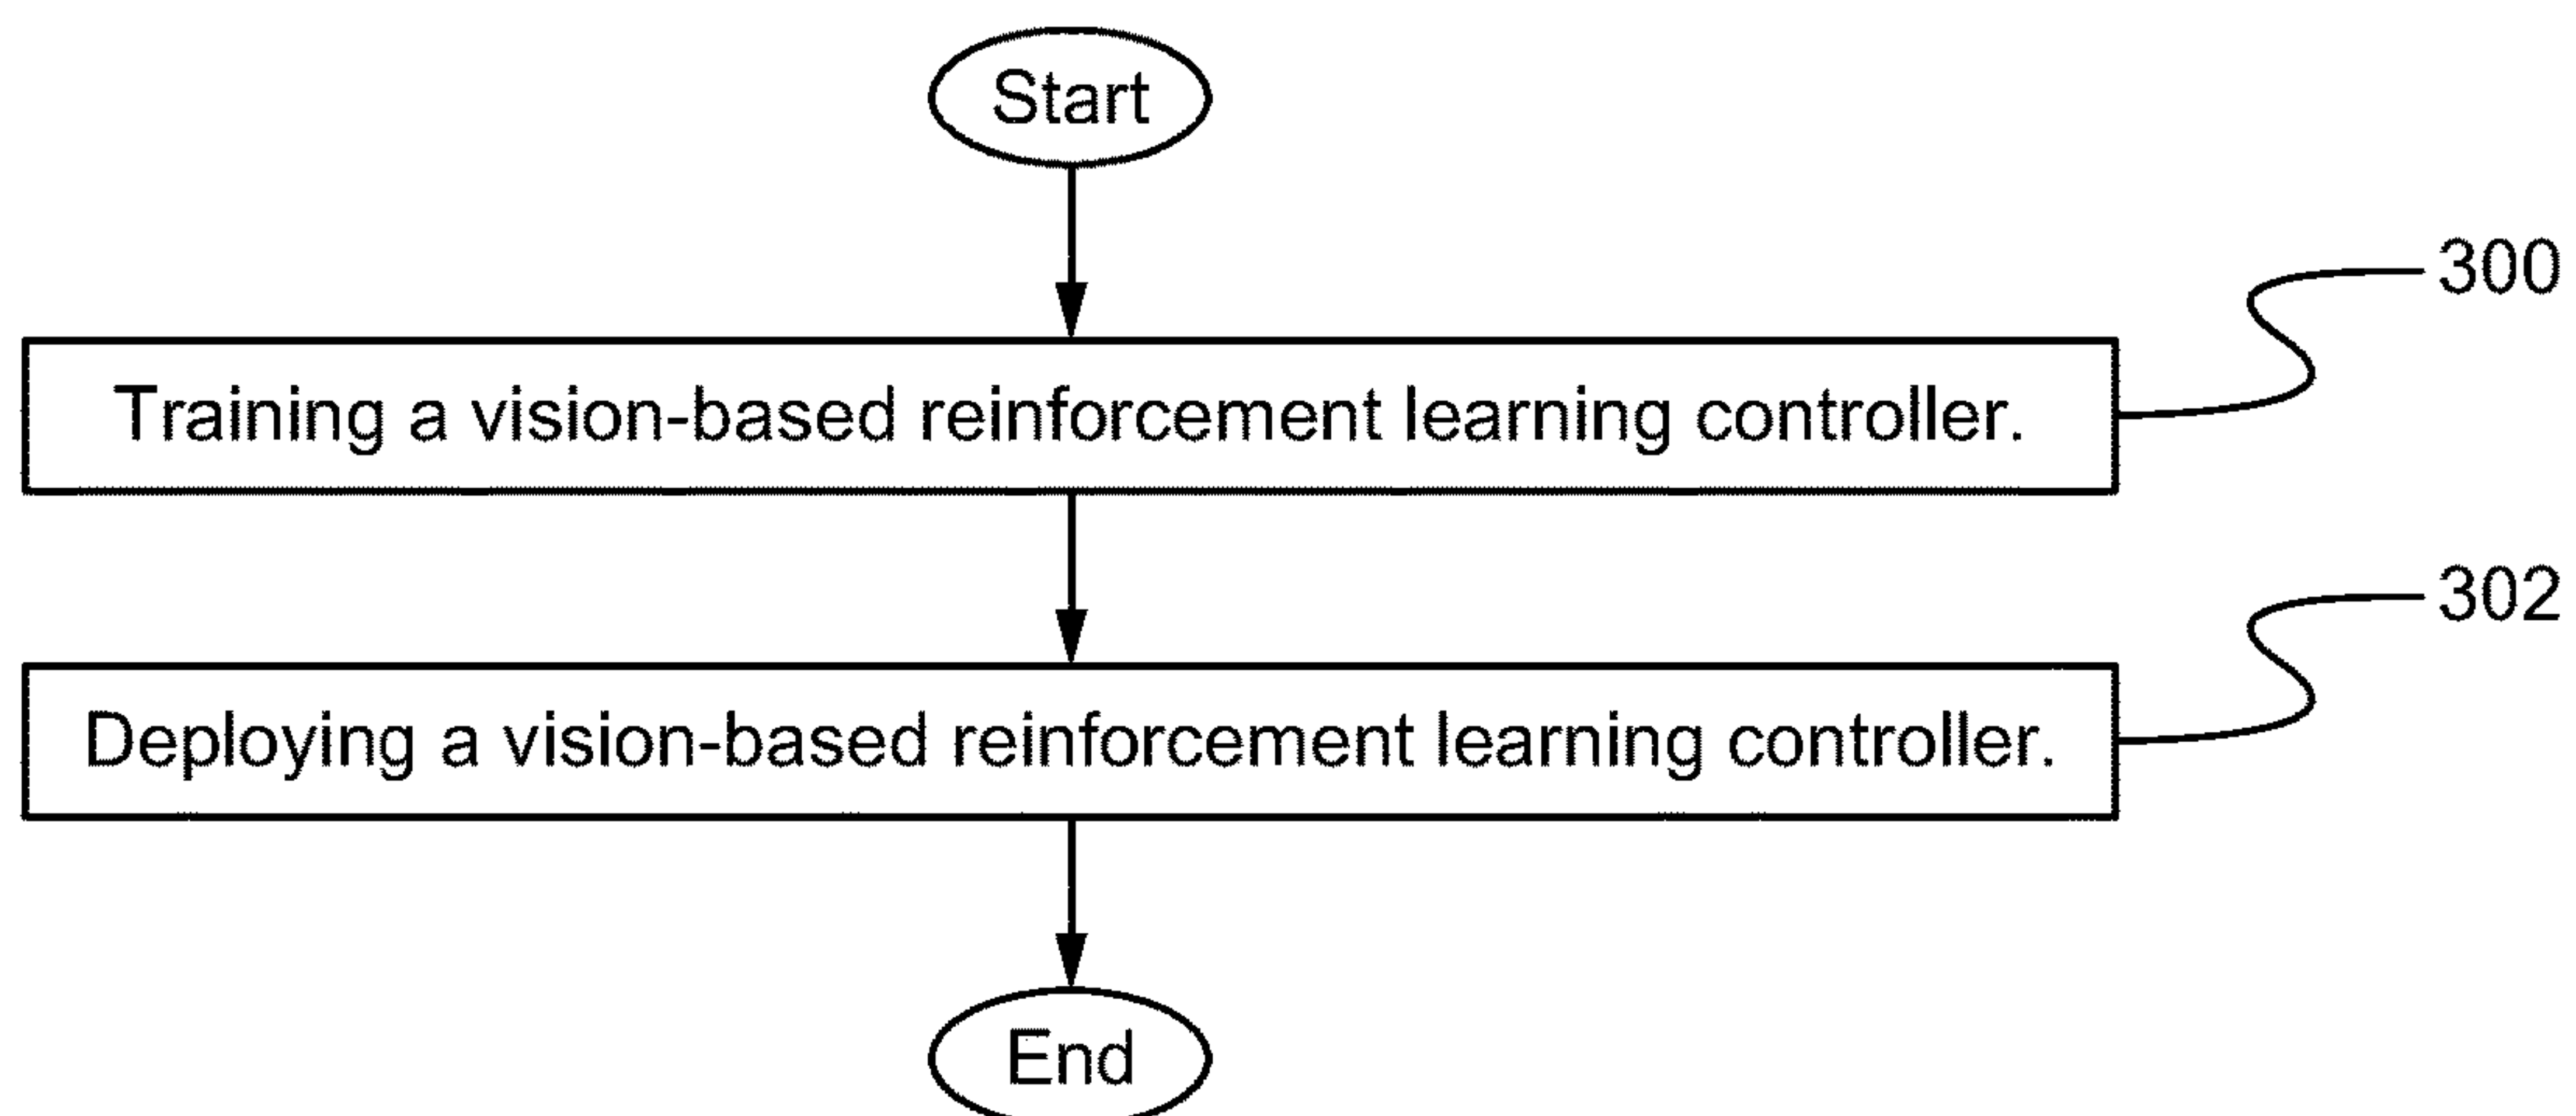 Start
300
Training a vision-based reinforcement learning controller.
302
Deploying a vision-based reinforcement learning controller.
End